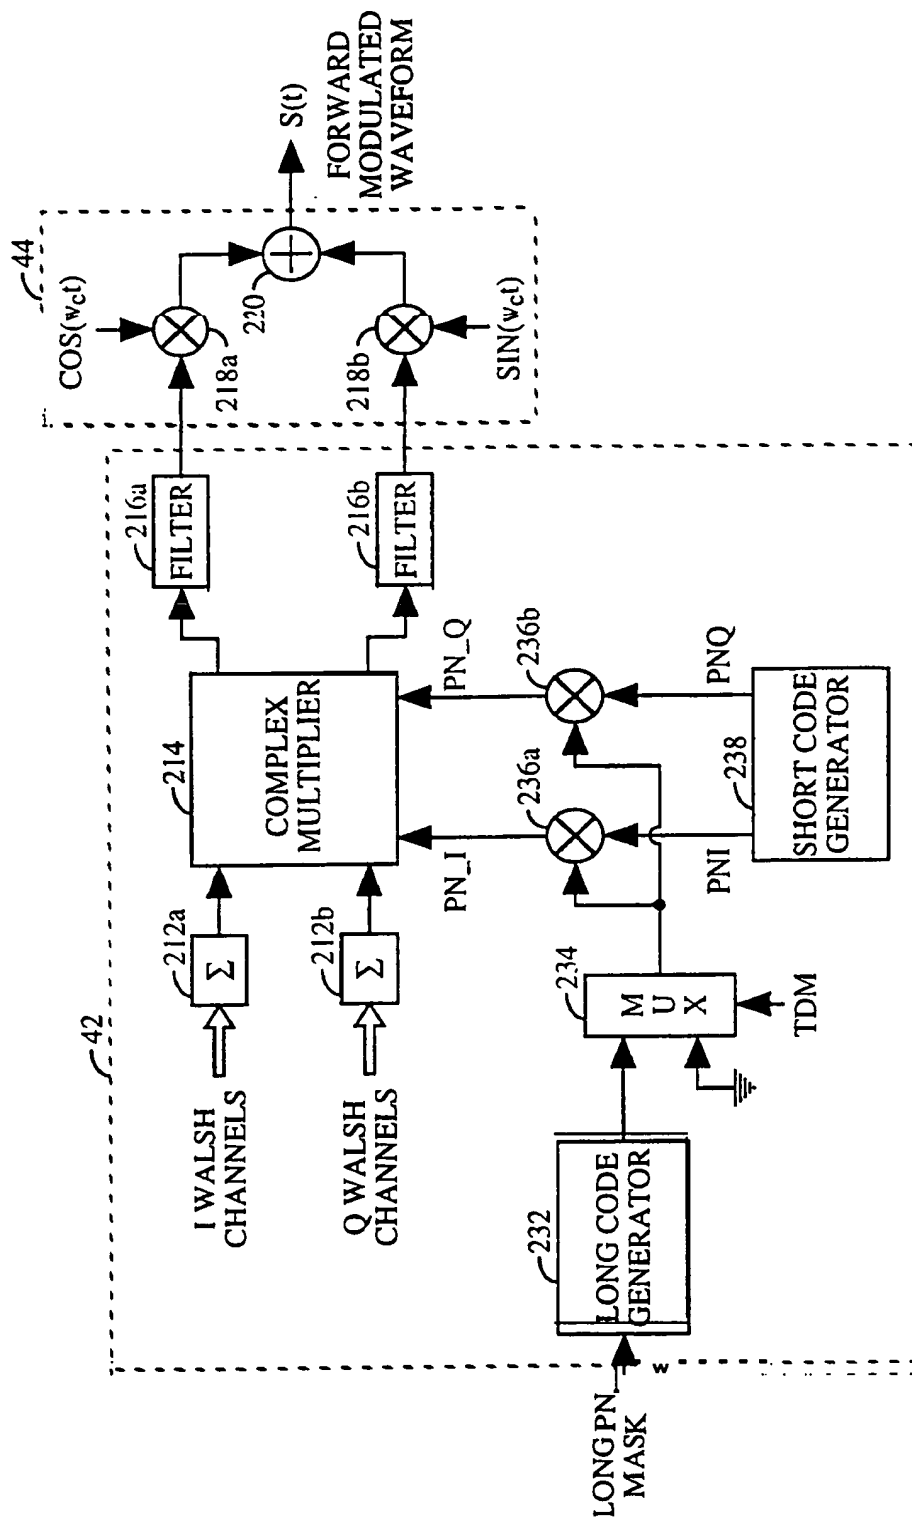 42
44
I WALSH
CHANNELS
212a
Σ
Q WALSH
CHANNELS
212b
Σ
214
COMPLEX
MULTIPLIER
216a
FILTER
216b
FILTER
COS(wct)
218a
218b
SIN(wct)
220
S(t)
FORWARD
MODULATED
WAVEFORM
PN_I
PN_Q
236a
236b
LONG PN
MASK
w
232
LONG CODE
GENERATOR
234
MUX
TDM
PNI
PNQ
238
SHORT CODE
GENERATOR